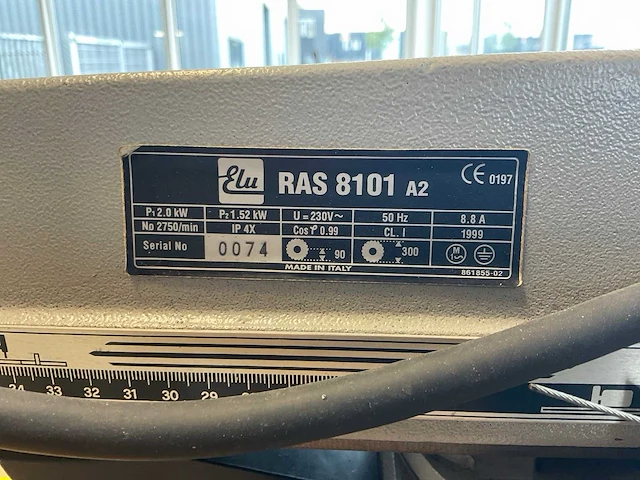 Elu RAS 8101 A2 CE 0197
P1 2.0 kW P2 1.52 kW U = 230V~ 50 Hz 8.8 A
No 2750/min IP 4X Cos φ 0.99 CL. I 1999
Serial No 0074 90 300 M
MADE IN ITALY 861855-02
34 33 32 31 30 29